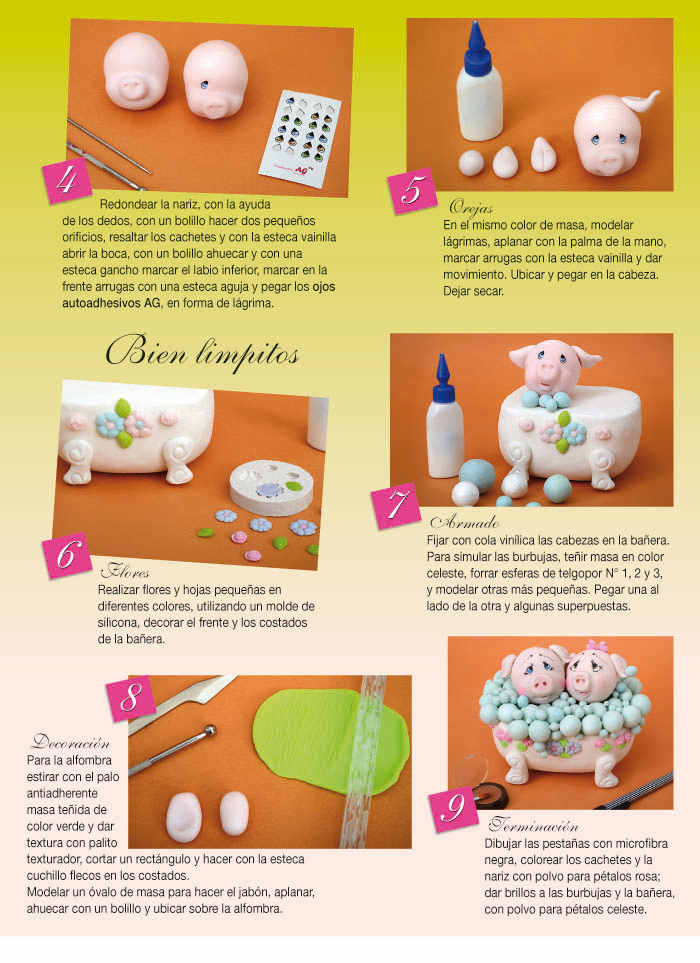 4
Redondear la nariz, con la ayuda
de los dedos, con un bolillo hacer dos pequeños
orificios, resaltar los cachetes y con la esteca vainilla
abrir la boca, con un bolillo ahuecar y con una
esteca gancho marcar el labio inferior, marcar en la
frente arrugas con una esteca aguja y pegar los ojos
autoadhesivos AG, en forma de lágrima.
AG
5
Orejas
En el mismo color de masa, modelar
lágrimas, aplanar con la palma de la mano,
marcar arrugas con la esteca vainilla y dar
movimiento. Ubicar y pegar en la cabeza.
Dejar secar.
Bien limpitos
6
Flores
Realizar flores y hojas pequeñas en
diferentes colores, utilizando un molde de
silicona, decorar el frente y los costados
de la bañera.
7
Armado
Fijar con cola vinílica las cabezas en la bañera.
Para simular las burbujas, teñir masa en color
celeste, forrar esferas de telgopor N° 1, 2 y 3,
y modelar otras más pequeñas. Pegar una al
lado de la otra y algunas superpuestas.
8
Decoración
Para la alfombra
estirar con el palo
antiadherente
masa teñida de
color verde y dar
textura con palito
texturador, cortar un rectángulo y hacer con la esteca
cuchillo flecos en los costados.
Modelar un óvalo de masa para hacer el jabón, aplanar,
ahuecar con un bolillo y ubicar sobre la alfombra.
9
Terminación
Dibujar las pestañas con microfibra
negra, colorear los cachetes y la
nariz con polvo para pétalos rosa;
dar brillos a las burbujas y la bañera,
con polvo para pétalos celeste.